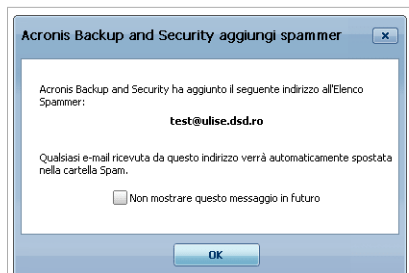 Acronis Backup and Security aggiungi spammer
Acronis Backup and Security ha aggiunto il seguente indirizzo all'Elenco
Spammer:
test@ulise.dsd.ro
Qualsiasi e-mail ricevuta da questo indirizzo verrà automaticamente spostata
nella cartella Spam.
Non mostrare questo messaggio in futuro
OK